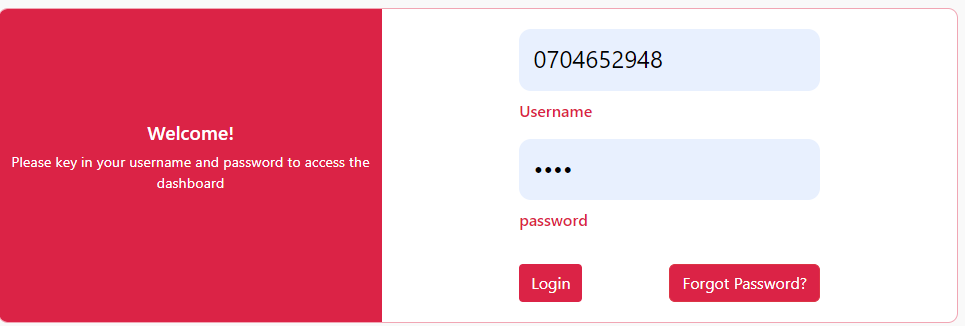 Welcome!
Please key in your username and password to access the
dashboard
0704652948
Username
••••
password
Login
Forgot Password?